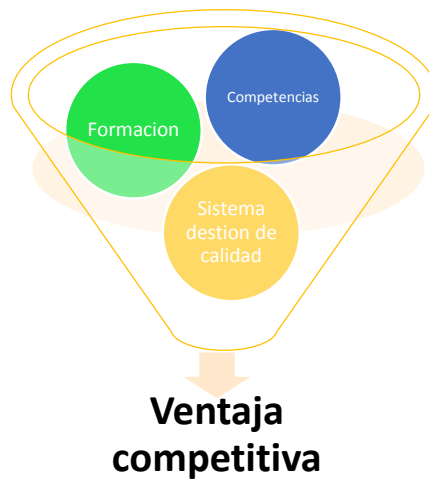 Competencias
Formacion
Sistema
destion de
calidad
Ventaja
competitiva